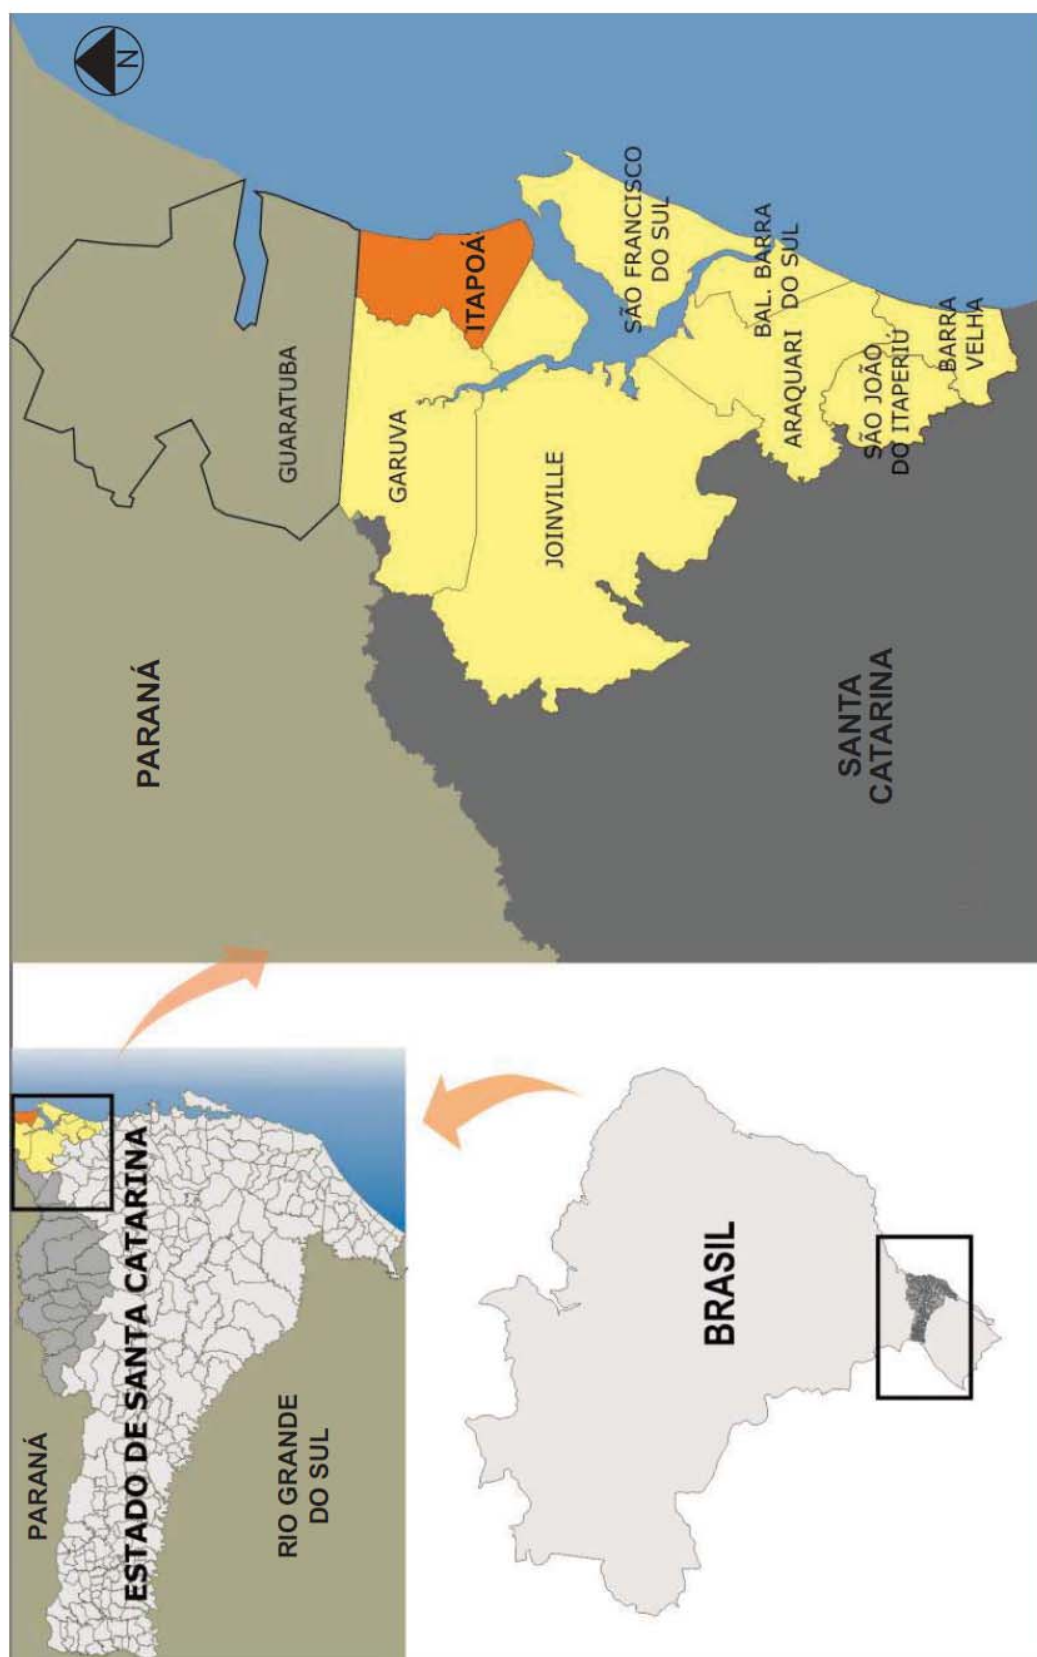 PARANÁ
ESTADO DE SANTA CATARINA
RIO GRANDE
DO SUL
BRASIL
N
PARANÁ
GUARATUBA
GARUVA
ITAPOÁ
JOINVILLE
SÃO FRANCISCO
DO SUL
BAL. BARRA
DO SUL
ARAQUARI
SÃO JOÃO
DO ITAPERIÚ
BARRA
VELHA
SANTA
CATARINA